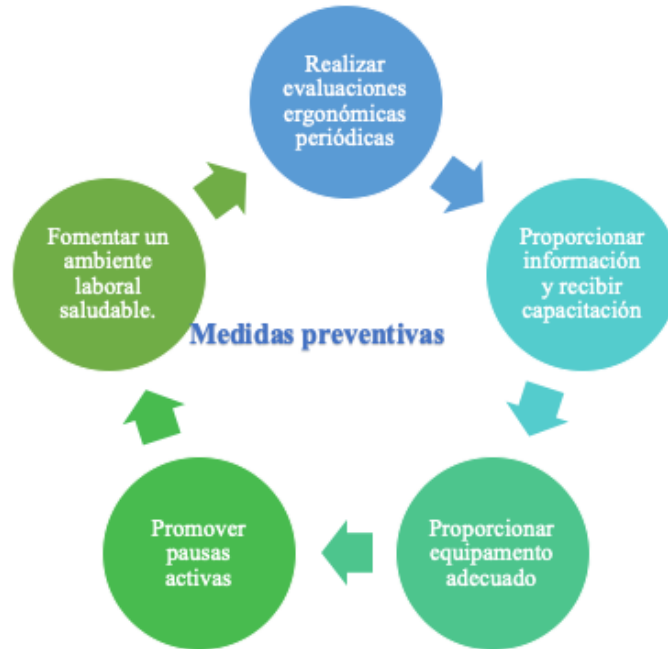 Realizar
evaluaciones
ergonómicas
periódicas
Proporcionar
información
y recibir
capacitación
Proporcionar
equipamento
adecuado
Promover
pausas
activas
Fomentar un
ambiente
laboral
saludable.
Medidas preventivas